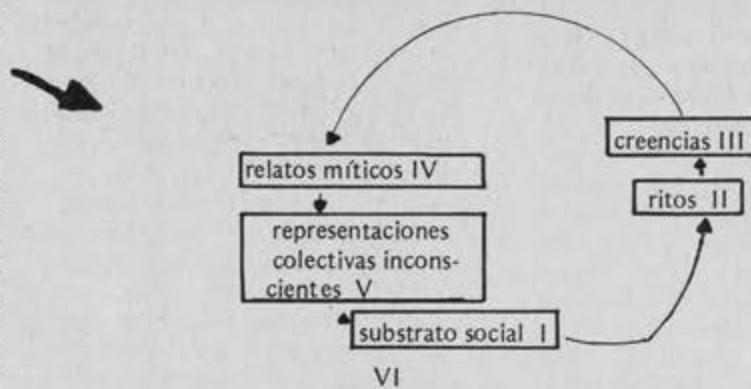 creencias III
relatos míticos IV
ritos II
representaciones
colectivas incons-
cientes V
substrato social I
VI